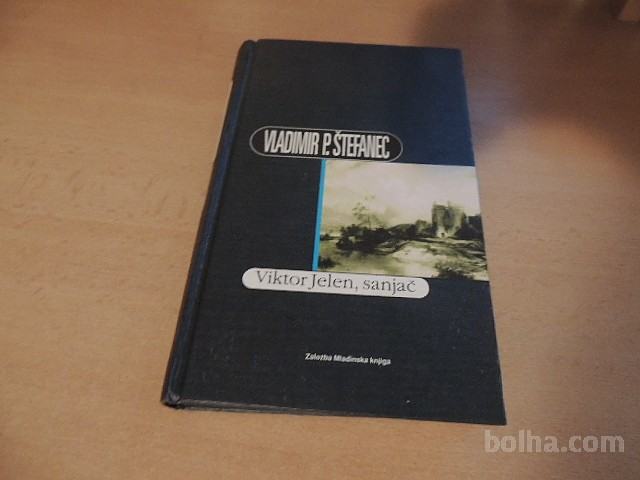 VLADIMIR P. ŠTEFANEC
Viktor Jelen, sanjač
Založba Mladinska knjiga
bolha.com